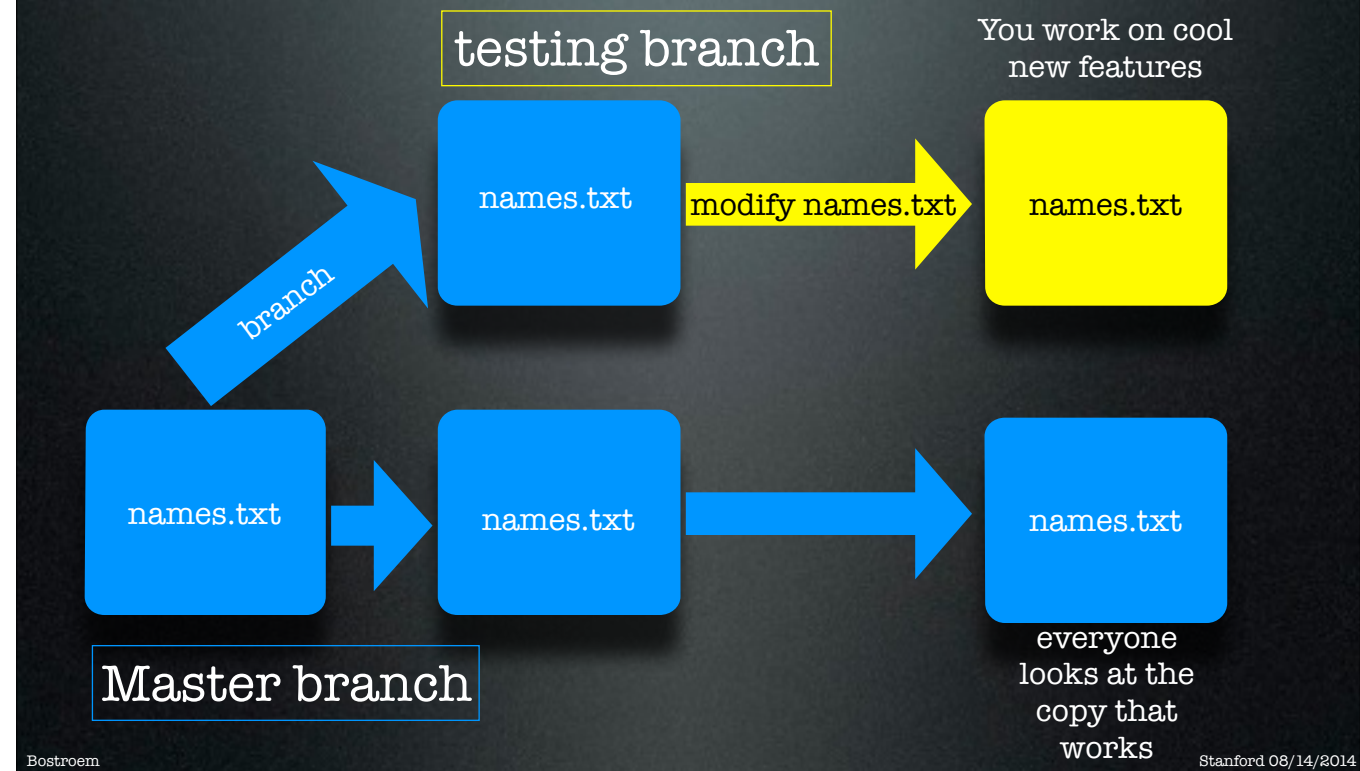 testing branch
You work on cool
new features
names.txt
modify names.txt
names.txt
branch
names.txt
names.txt
names.txt
Master branch
everyone
looks at the
copy that
works
Bostroem
Stanford 08/14/2014